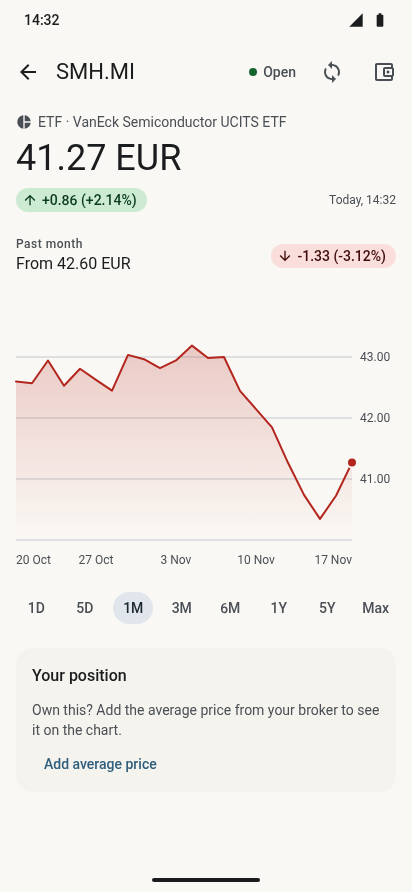 14:32
SMH.MI
Open
ETF · VanEck Semiconductor UCITS ETF
41.27 EUR
+0.86 (+2.14%)
Today, 14:32
Past month
From 42.60 EUR
-1.33 (-3.12%)
43.00
42.00
41.00
20 Oct 27 Oct 3 Nov 10 Nov 17 Nov
1D 5D 1M 3M 6M 1Y 5Y Max
Your position
Own this? Add the average price from your broker to see
it on the chart.
Add average price